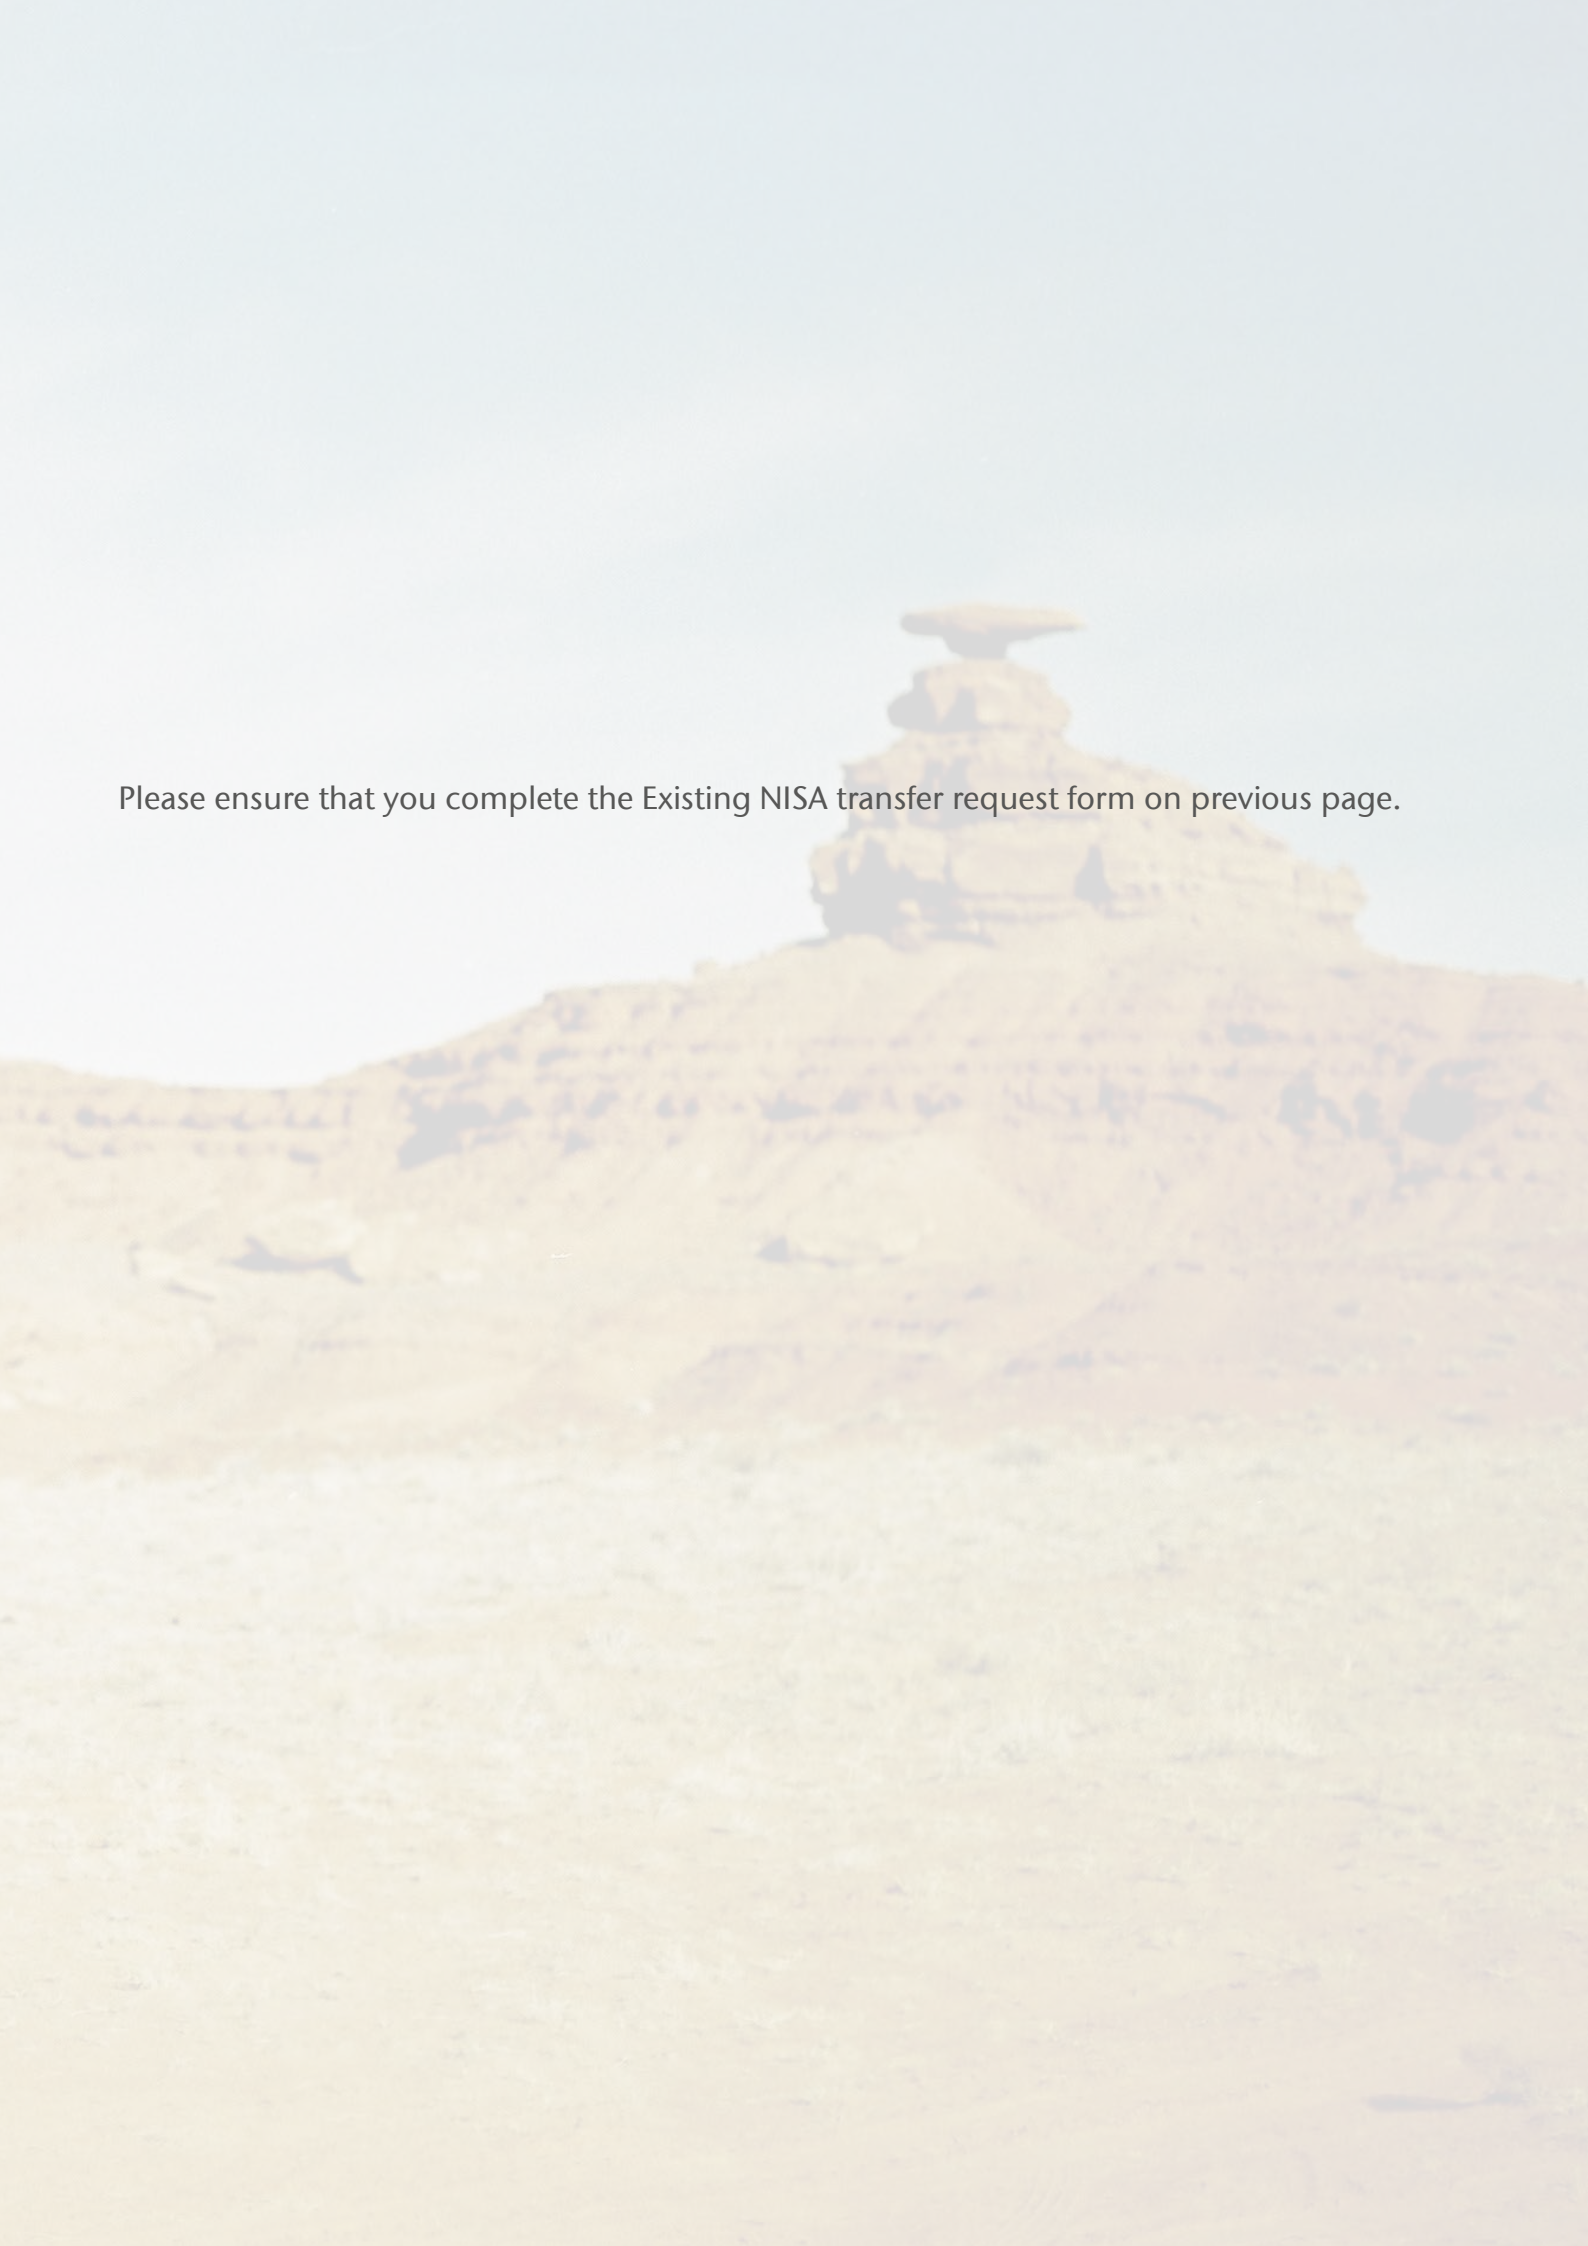 Please ensure that you complete the Existing NISA transfer request form on previous page.